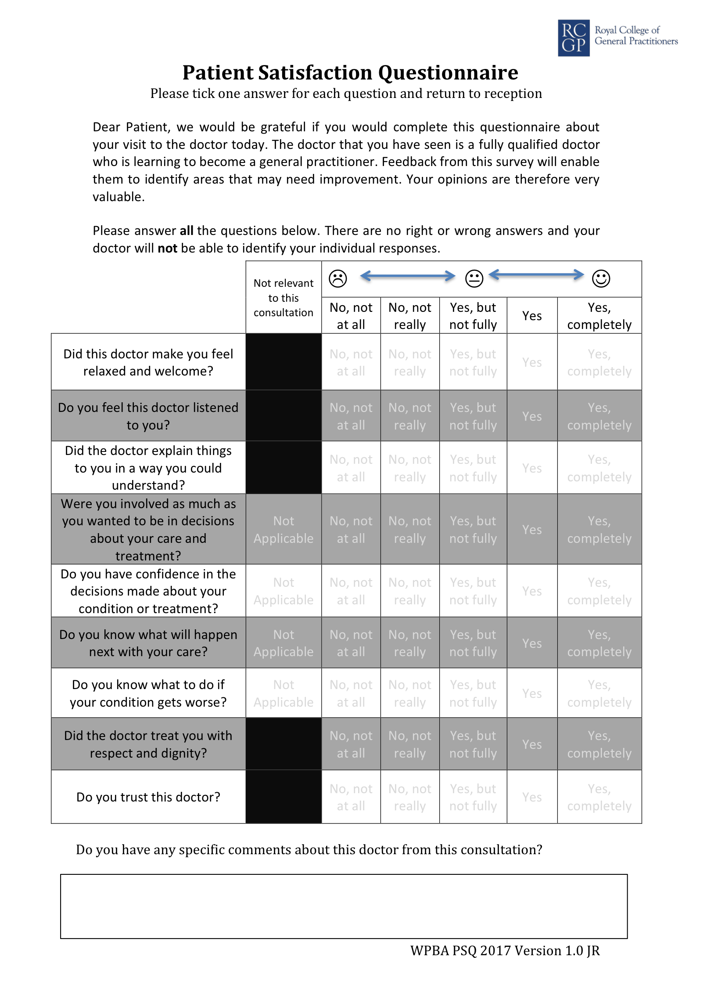 RC
GP
Royal College of
General Practitioners
Patient Satisfaction Questionnaire
Please tick one answer for each question and return to reception
Dear Patient, we would be grateful if you would complete this questionnaire about
your visit to the doctor today. The doctor that you have seen is a fully qualified doctor
who is learning to become a general practitioner. Feedback from this survey will enable
them to identify areas that may need improvement. Your opinions are therefore very
valuable.
Please answer all the questions below. There are no right or wrong answers and your
doctor will not be able to identify your individual responses.
Not relevant
to this
consultation
No, not
at all
No, not
really
Yes, but
not fully
Yes
Yes,
completely
Did this doctor make you feel
relaxed and welcome?
No, not
at all
No, not
really
Yes, but
not fully
Yes
Yes,
completely
Do you feel this doctor listened
to you?
No, not
at all
No, not
really
Yes, but
not fully
Yes
Yes,
completely
Did the doctor explain things
to you in a way you could
understand?
No, not
at all
No, not
really
Yes, but
not fully
Yes
Yes,
completely
Were you involved as much as
you wanted to be in decisions
about your care and
treatment?
Not
Applicable
No, not
at all
No, not
really
Yes, but
not fully
Yes
Yes,
completely
Do you have confidence in the
decisions made about your
condition or treatment?
Not
Applicable
No, not
at all
No, not
really
Yes, but
not fully
Yes
Yes,
completely
Do you know what will happen
next with your care?
Not
Applicable
No, not
at all
No, not
really
Yes, but
not fully
Yes
Yes,
completely
Do you know what to do if
your condition gets worse?
Not
Applicable
No, not
at all
No, not
really
Yes, but
not fully
Yes
Yes,
completely
Did the doctor treat you with
respect and dignity?
No, not
at all
No, not
really
Yes, but
not fully
Yes
Yes,
completely
Do you trust this doctor?
No, not
at all
No, not
really
Yes, but
not fully
Yes
Yes,
completely
Do you have any specific comments about this doctor from this consultation?
WPBA PSQ 2017 Version 1.0 JR